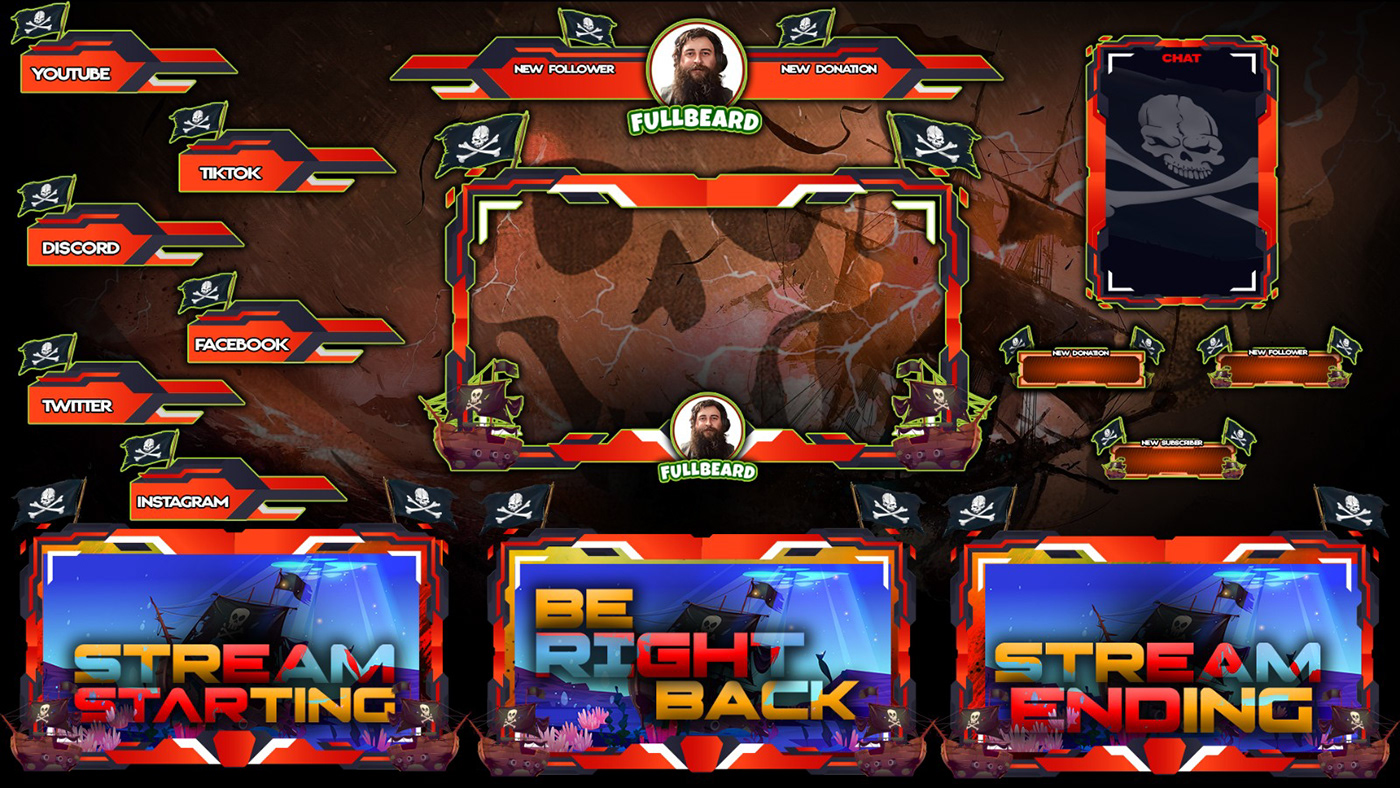 YOUTUBE
TIKTOK
DISCORD
FACEBOOK
TWITTER
INSTAGRAM
NEW FOLLOWER
NEW DONATION
FULLBEARD
FULLBEARD
CHAT
NEW DONATION
NEW FOLLOWER
NEW SUBSCRIBER
STREAM
STARTING
BE
RIGHT
BACK
STREAM
ENDING